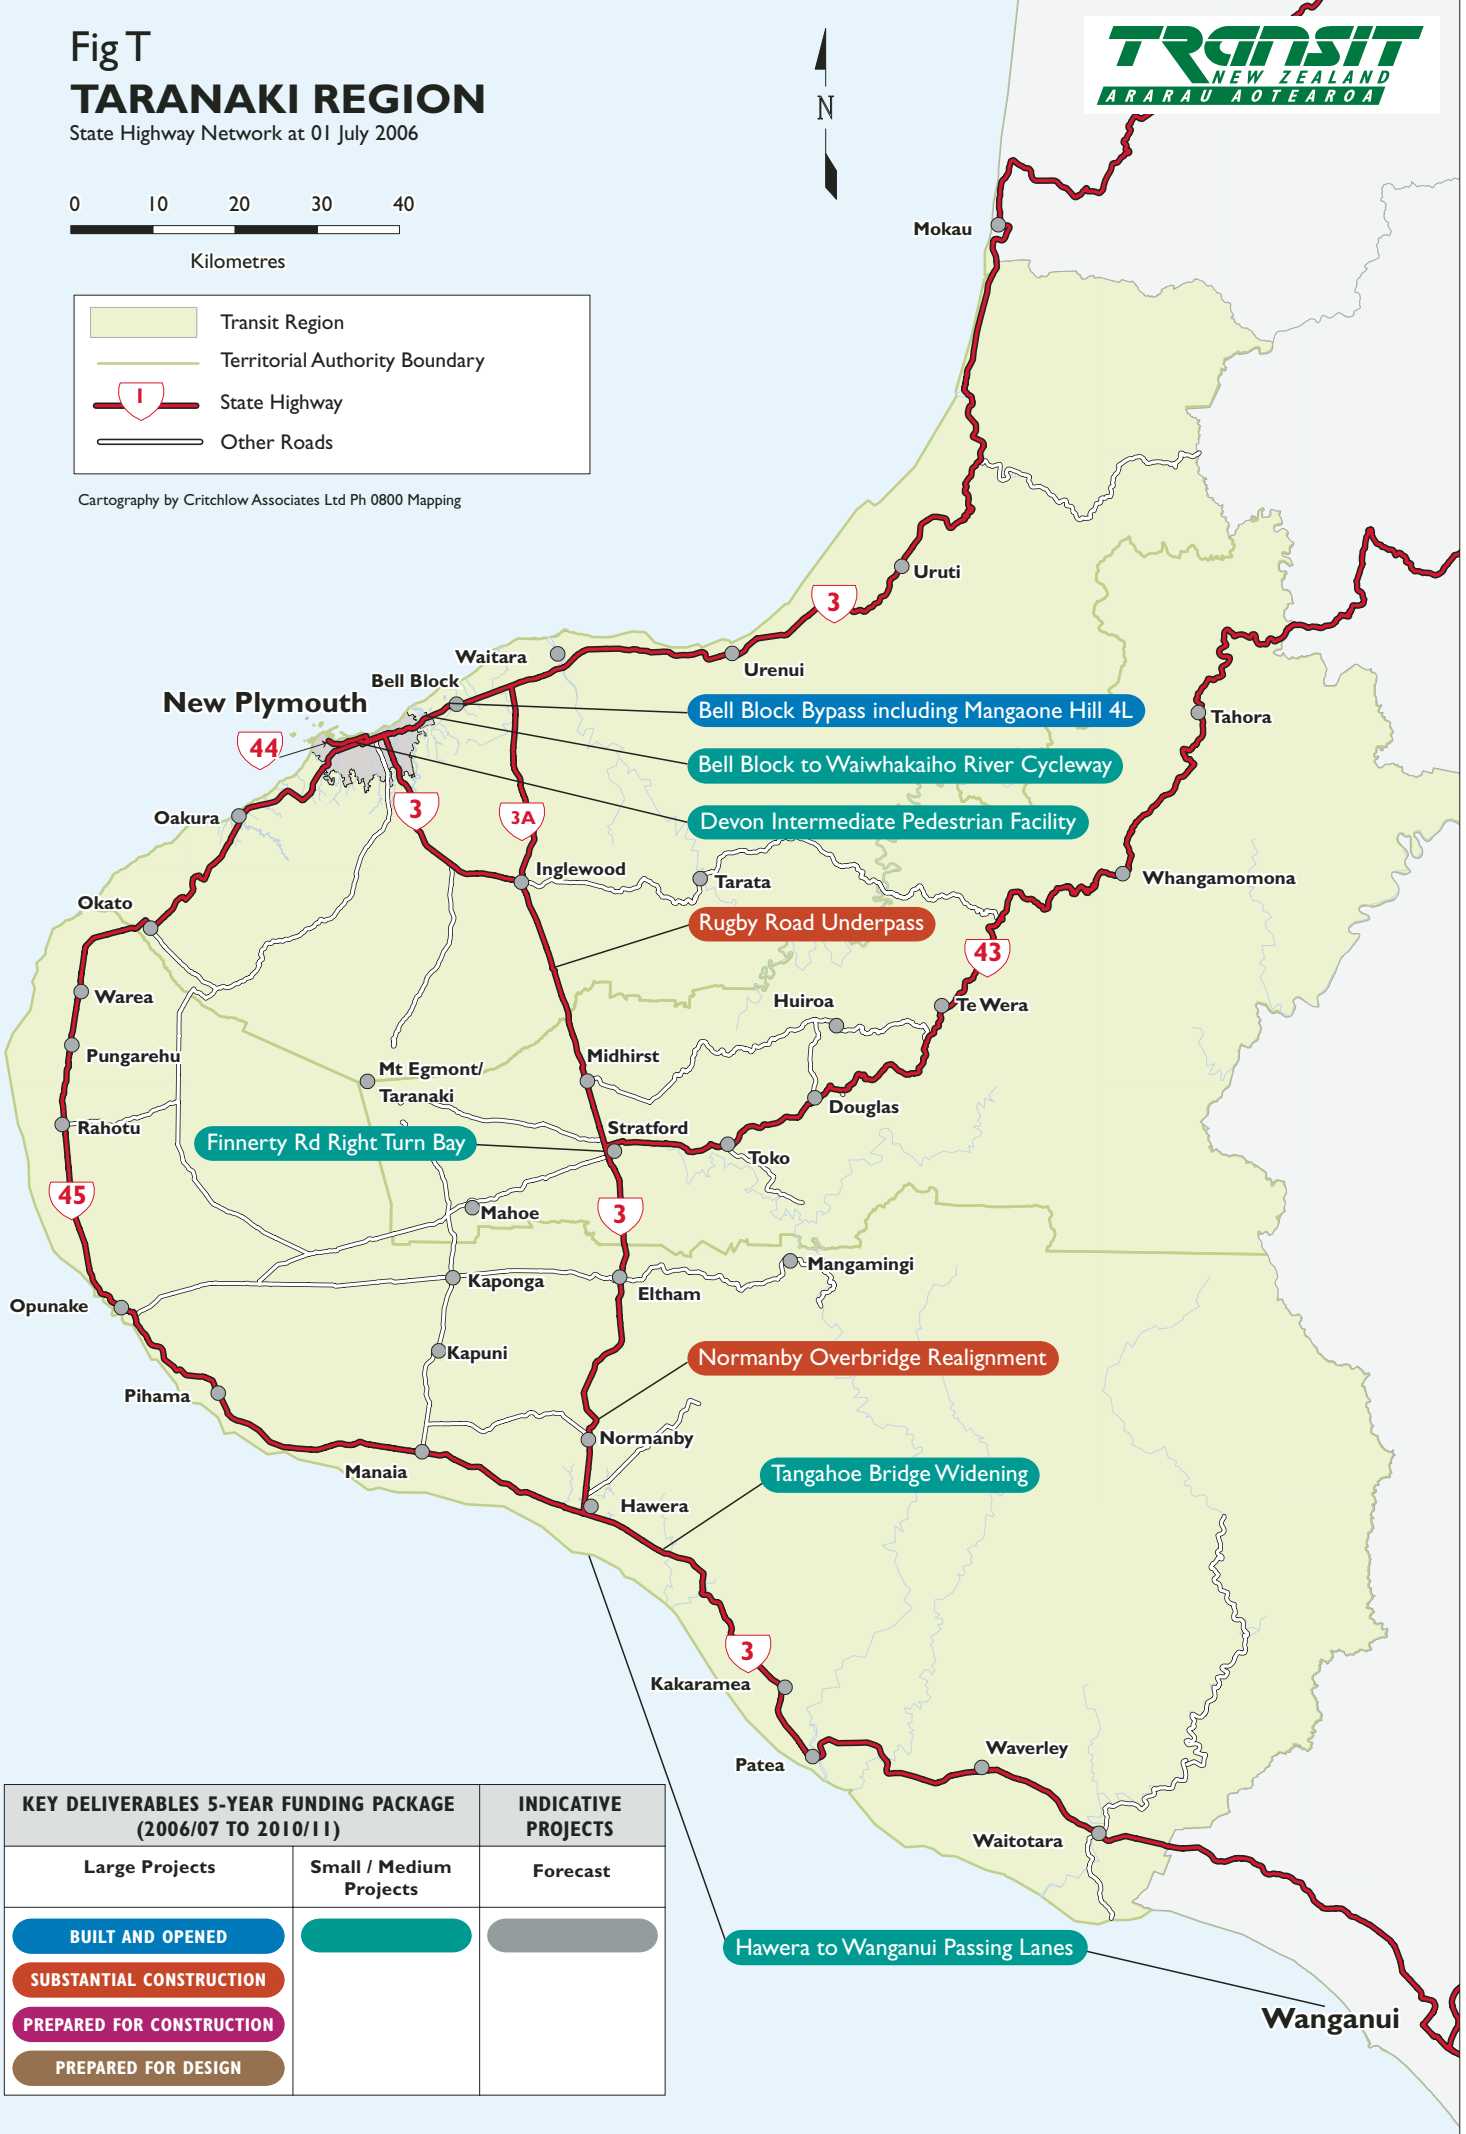 Fig T
TARANAKI REGION
State Highway Network at 01 July 2006
TRANSIT
NEW ZEALAND
ARARAU AOTEAROA
N
0 10 20 30 40
Kilometres
Transit Region
Territorial Authority Boundary
1
State Highway
Other Roads
Cartography by Critchlow Associates Ltd Ph 0800 Mapping
Mokau
Uruti
3
Waitara
Urenui
Bell Block
New Plymouth
Bell Block Bypass including Mangaone Hill 4L
Tahora
44
Bell Block to Waiwhakaiho River Cycleway
3
3A
Oakura
Devon Intermediate Pedestrian Facility
Inglewood
Tarata
Whangamomona
Okato
Rugby Road Underpass
43
Warea
Huiroa
Te Wera
Pungarehu
Midhirst
Mt Egmont/
Taranaki
Douglas
Rahotu
Stratford
Finnerty Rd Right Turn Bay
Toko
45
Mahoe
3
Mangamingi
Kaponga
Eltham
Opunake
Kapuni
Normanby Overbridge Realignment
Pihama
Normanby
Manaia
Tangahoe Bridge Widening
Hawera
3
Kakaramea
Patea
Waverley
Waitotara
KEY DELIVERABLES 5-YEAR FUNDING PACKAGE
(2006/07 TO 2010/11)
INDICATIVE
PROJECTS
Large Projects
Small / Medium
Projects
Forecast
BUILT AND OPENED
SUBSTANTIAL CONSTRUCTION
PREPARED FOR CONSTRUCTION
PREPARED FOR DESIGN
Hawera to Wanganui Passing Lanes
Wanganui